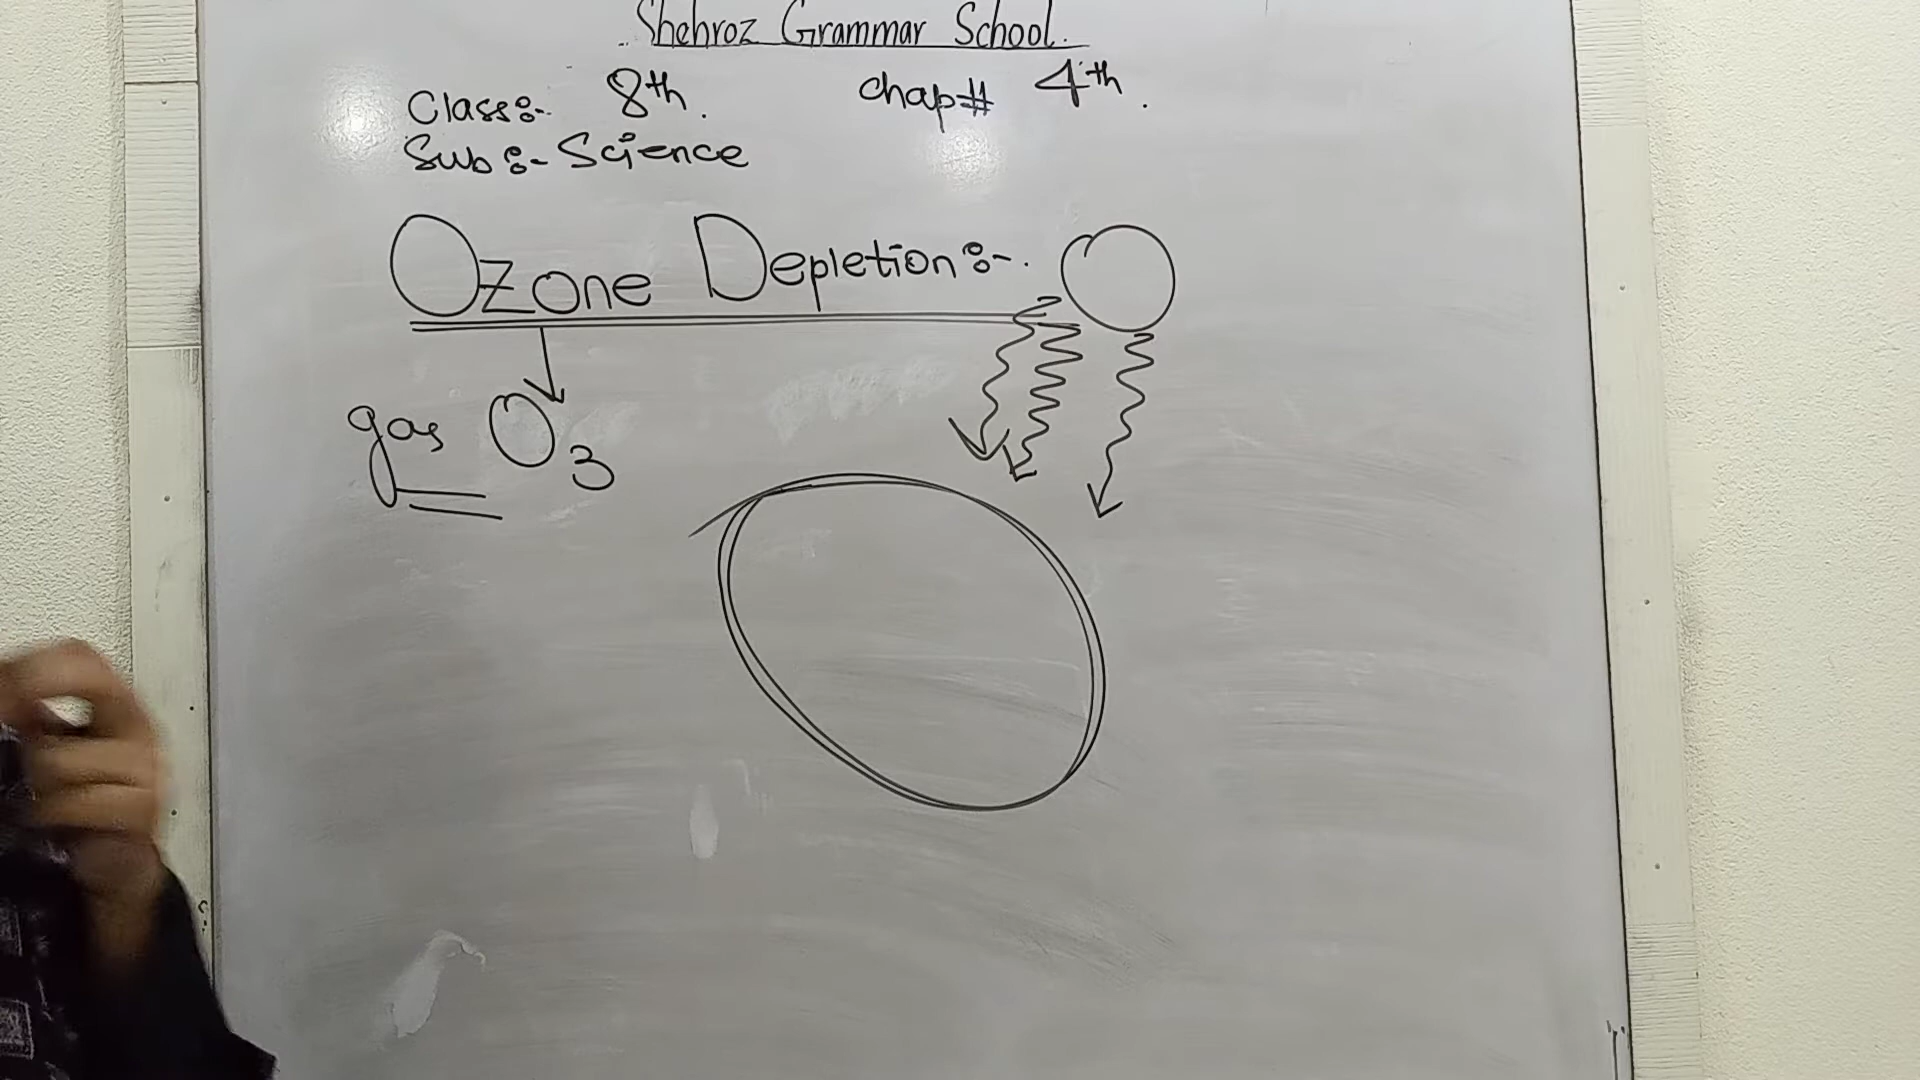 Shehroz Grammar School.
Class:- 8th. Chap# 4th.
Sub:- Science
Ozone Depletion:-.
gas O3